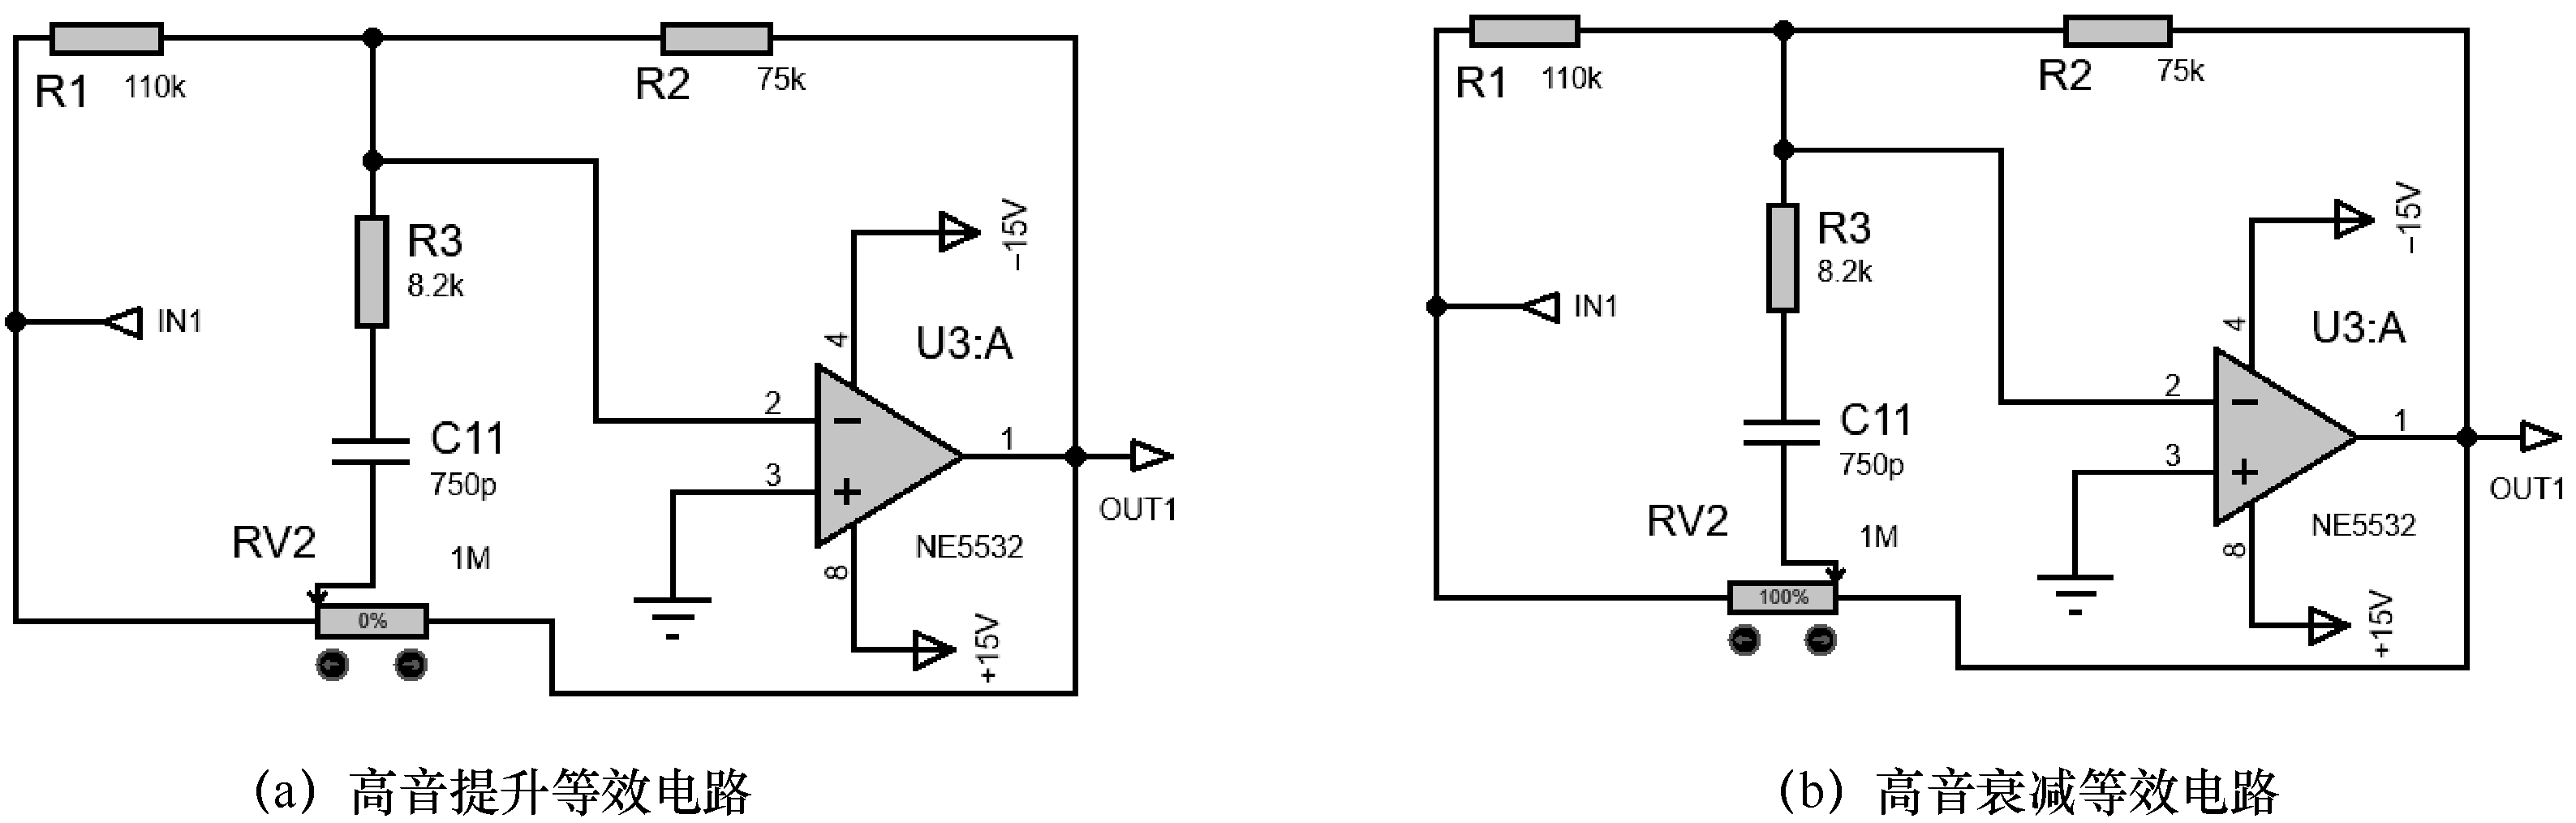 R1 110k
R2 75k
R3
8.2k
−15V
IN1
4
U3:A
2
C11
1
750p
3
OUT1
RV2
1M
8
NE5532
0%
+15V
(a) 高音提升等效电路
R1 110k
R2 75k
R3
8.2k
−15V
IN1
4
U3:A
2
C11
1
750p
3
OUT1
RV2
1M
8
NE5532
100%
+15V
(b) 高音衰减等效电路